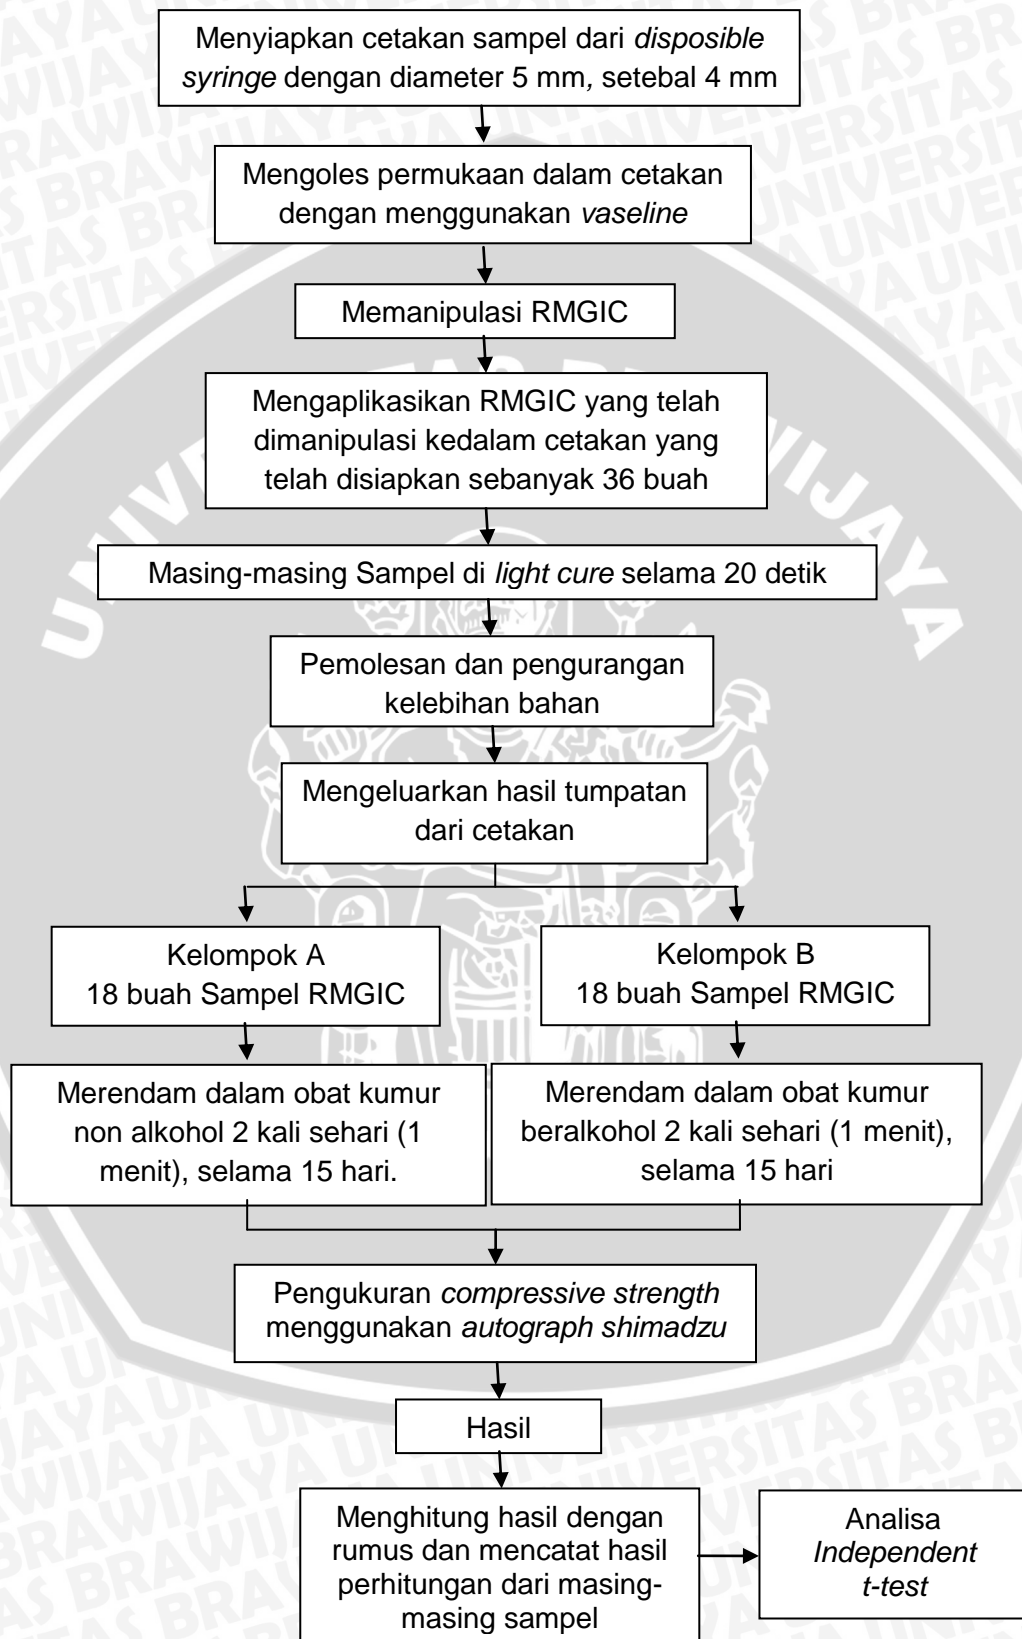 Menyiapkan cetakan sampel dari disposible
syringe dengan diameter 5 mm, setebal 4 mm
Mengoles permukaan dalam cetakan
dengan menggunakan vaseline
Memanipulasi RMGIC
Mengaplikasikan RMGIC yang telah
dimanipulasi kedalam cetakan yang
telah disiapkan sebanyak 36 buah
Masing-masing Sampel di light cure selama 20 detik
Pemolesan dan pengurangan
kelebihan bahan
Mengeluarkan hasil tumpatan
dari cetakan
Kelompok A
18 buah Sampel RMGIC
Kelompok B
18 buah Sampel RMGIC
Merendam dalam obat kumur
non alkohol 2 kali sehari (1
menit), selama 15 hari.
Merendam dalam obat kumur
beralkohol 2 kali sehari (1 menit),
selama 15 hari
Pengukuran compressive strength
menggunakan autograph shimadzu
Hasil
Menghitung hasil dengan
rumus dan mencatat hasil
perhitungan dari masing-
masing sampel
Analisa
Independent
t-test